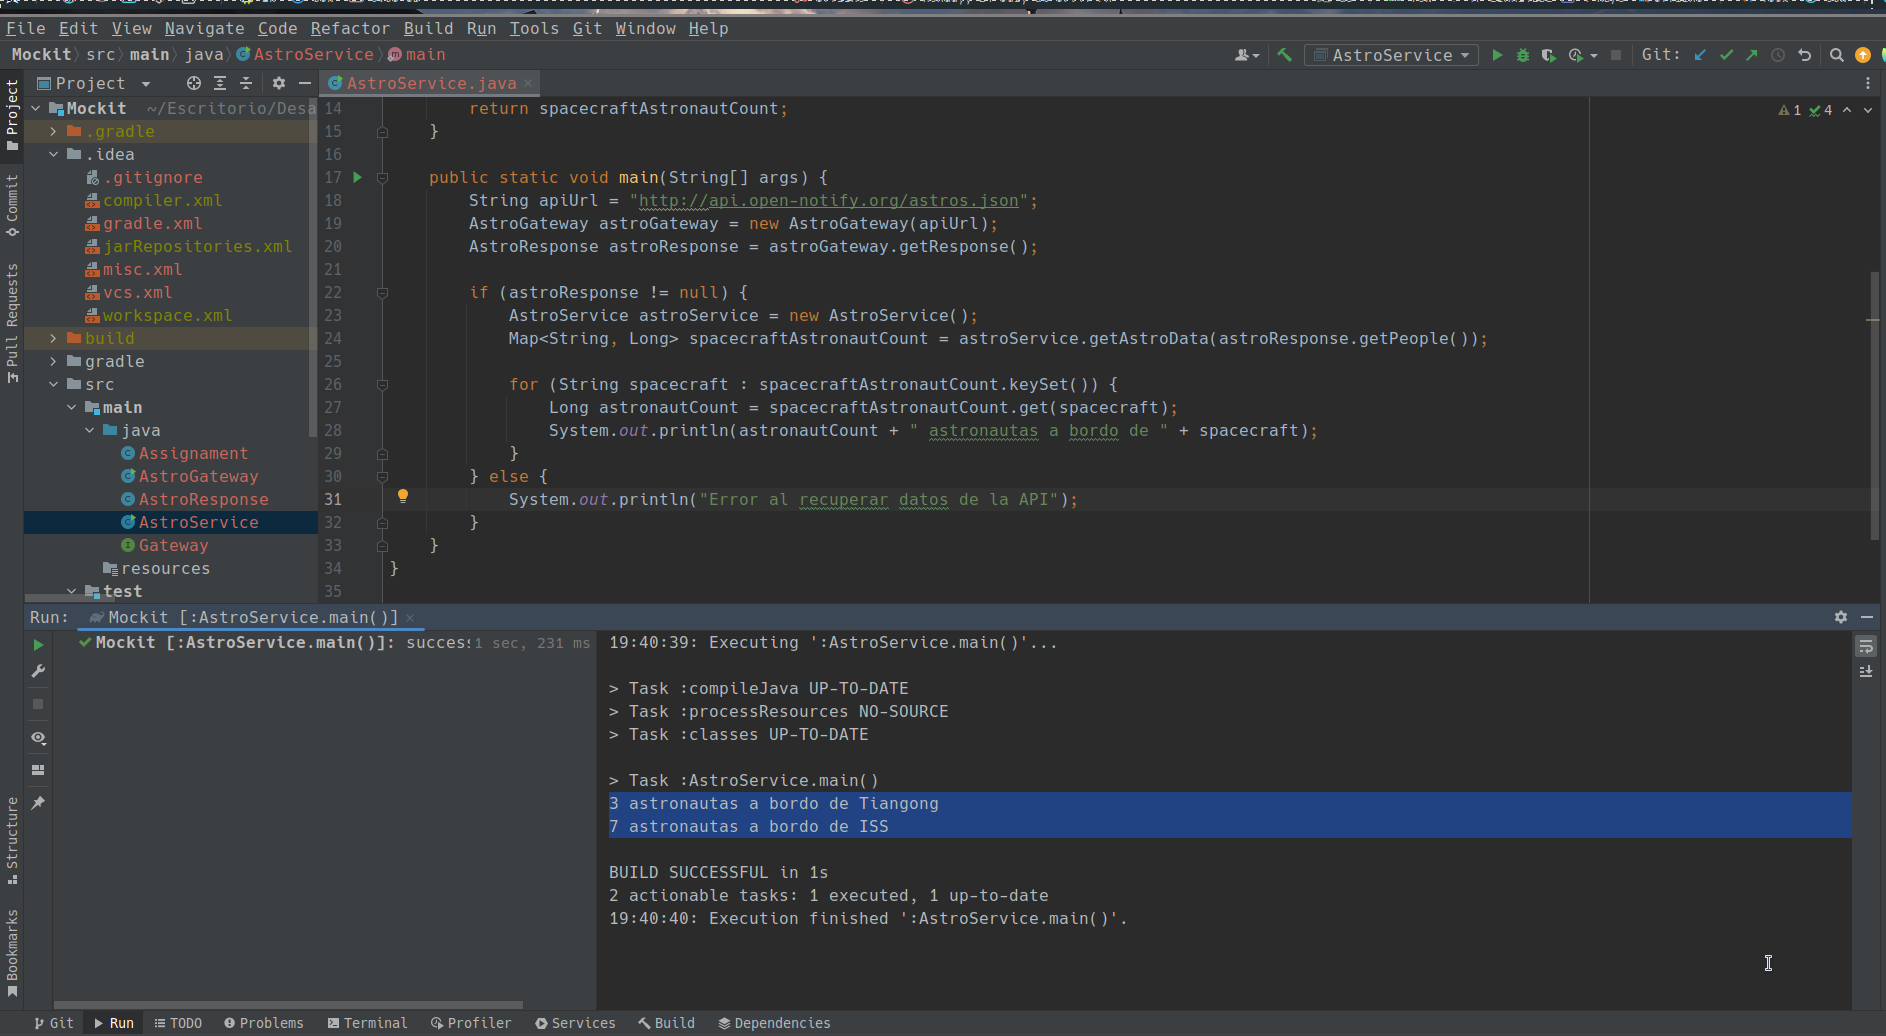 File Edit View Navigate Code Refactor Build Run Tools Git Window Help
Mockit src main java AstroService main
AstroService
Git:
Project
AstroService.java
Project
Commit
Pull Requests
Structure
Bookmarks
Mockit ~/Escritorio/Desa
.gradle
.idea
.gitignore
compiler.xml
gradle.xml
jarRepositories.xml
misc.xml
vcs.xml
workspace.xml
build
gradle
src
main
java
Assignament
AstroGateway
AstroResponse
AstroService
Gateway
resources
test
1 4
14 return spacecraftAstronautCount;
15 }
16
17 public static void main(String[] args) {
18 String apiUrl = "http://api.open-notify.org/astros.json";
19 AstroGateway astroGateway = new AstroGateway(apiUrl);
20 AstroResponse astroResponse = astroGateway.getResponse();
21
22 if (astroResponse != null) {
23 AstroService astroService = new AstroService();
24 Map<String, Long> spacecraftAstronautCount = astroService.getAstroData(astroResponse.getPeople());
25
26 for (String spacecraft : spacecraftAstronautCount.keySet()) {
27 Long astronautCount = spacecraftAstronautCount.get(spacecraft);
28 System.out.println(astronautCount + " astronautas a bordo de " + spacecraft);
29 }
30 } else {
31 System.out.println("Error al recuperar datos de la API");
32 }
33 }
34 }
35
Run: Mockit [:AstroService.main()]
Mockit [:AstroService.main()]: success 1 sec, 231 ms
19:40:39: Executing ':AstroService.main()'...
> Task :compileJava UP-TO-DATE
> Task :processResources NO-SOURCE
> Task :classes UP-TO-DATE
> Task :AstroService.main()
3 astronautas a bordo de Tiangong
7 astronautas a bordo de ISS
BUILD SUCCESSFUL in 1s
2 actionable tasks: 1 executed, 1 up-to-date
19:40:40: Execution finished ':AstroService.main()'.
Git Run TODO Problems Terminal Profiler Services Build Dependencies